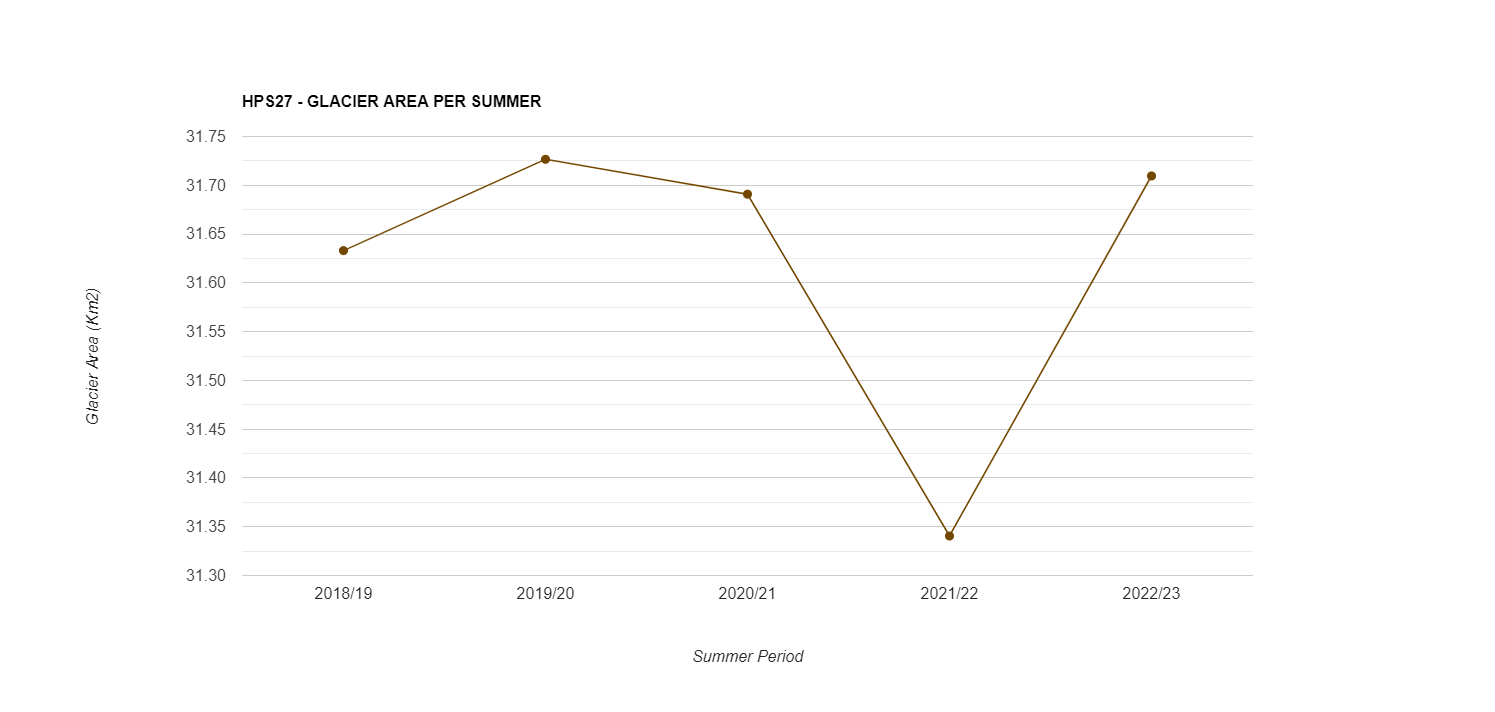 HPS27 - GLACIER AREA PER SUMMER
31.75
31.70
31.65
31.60
31.55
31.50
31.45
31.40
31.35
31.30
Glacier Area (Km2)
2018/19 2019/20 2020/21 2021/22 2022/23
Summer Period